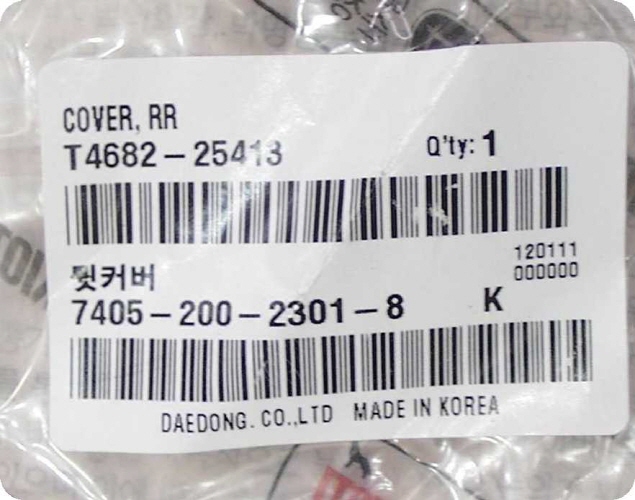 COVER, RR
T4682-25413 Q'ty: 1
뒷커버 120111
000000
7405-200-2301-8 K
DAEDONG. CO.,LTD MADE IN KOREA